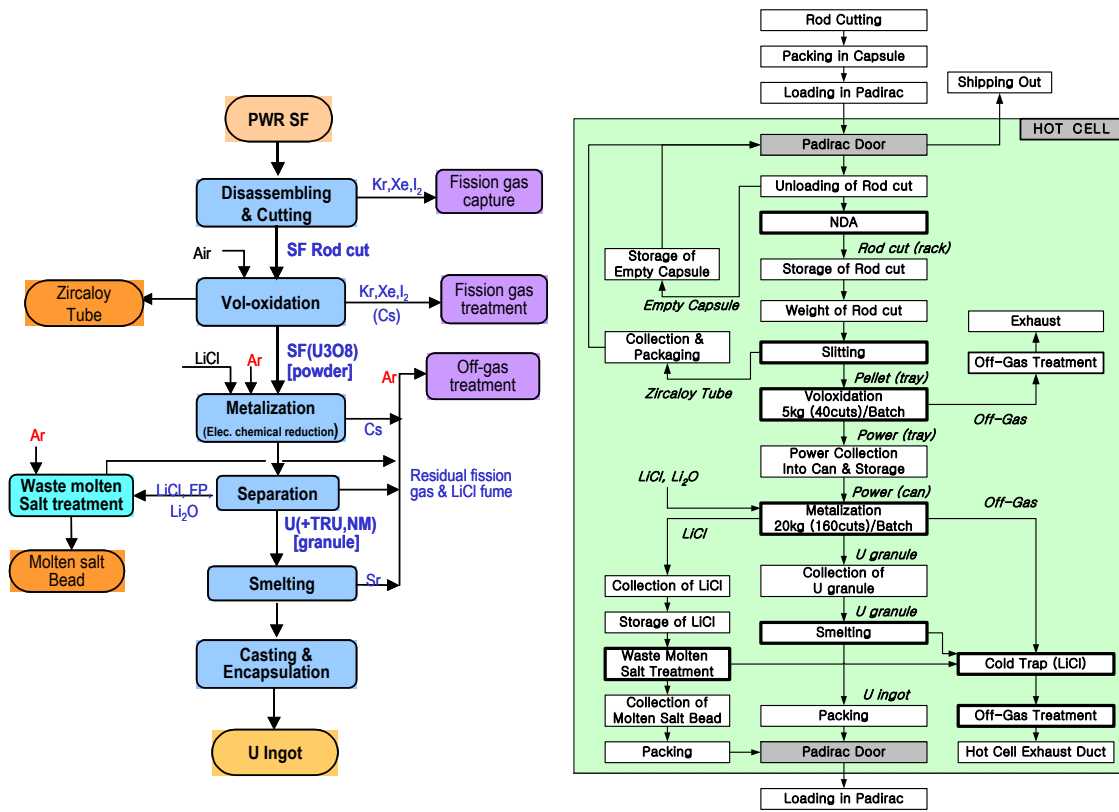 PWR SF
Disassembling
& Cutting
Kr,Xe,I2
Fission gas
capture
SF Rod cut
Air
Zircaloy
Tube
Vol-oxidation
Kr,Xe,I2
(Cs)
Fission gas
treatment
SF(U3O8)
[powder]
LiCl
Ar
Ar
Off-gas
treatment
Metalization
(Elec. chemical reduction)
Cs
Ar
Waste molten
Salt treatment
LiCl, FP,
Li2O
Separation
Residual fission
gas & LiCl fume
U(+TRU,NM)
[granule]
Molten salt
Bead
Smelting
Sr
Casting &
Encapsulation
U Ingot
Rod Cutting
Packing in Capsule
Loading in Padirac
Shipping Out
HOT CELL
Padirac Door
Unloading of Rod cut
NDA
Rod cut (rack)
Storage of
Empty Capsule
Storage of Rod cut
Empty Capsule
Weight of Rod cut
Exhaust
Collection &
Packaging
Slitting
Off-Gas Treatment
Zircaloy Tube
Pellet (tray)
Voloxidation
5kg (40cuts)/Batch
Off-Gas
Power (tray)
Power Collection
Into Can & Storage
LiCl, Li2O
Power (can)
Off-Gas
Metalization
20kg (160cuts)/Batch
LiCl
U granule
Collection of LiCl
Collection of
U granule
U granule
Storage of LiCl
Smelting
Waste Molten
Salt Treatment
Cold Trap (LiCl)
U ingot
Collection of
Molten Salt Bead
Packing
Off-Gas Treatment
Packing
Padirac Door
Hot Cell Exhaust Duct
Loading in Padirac